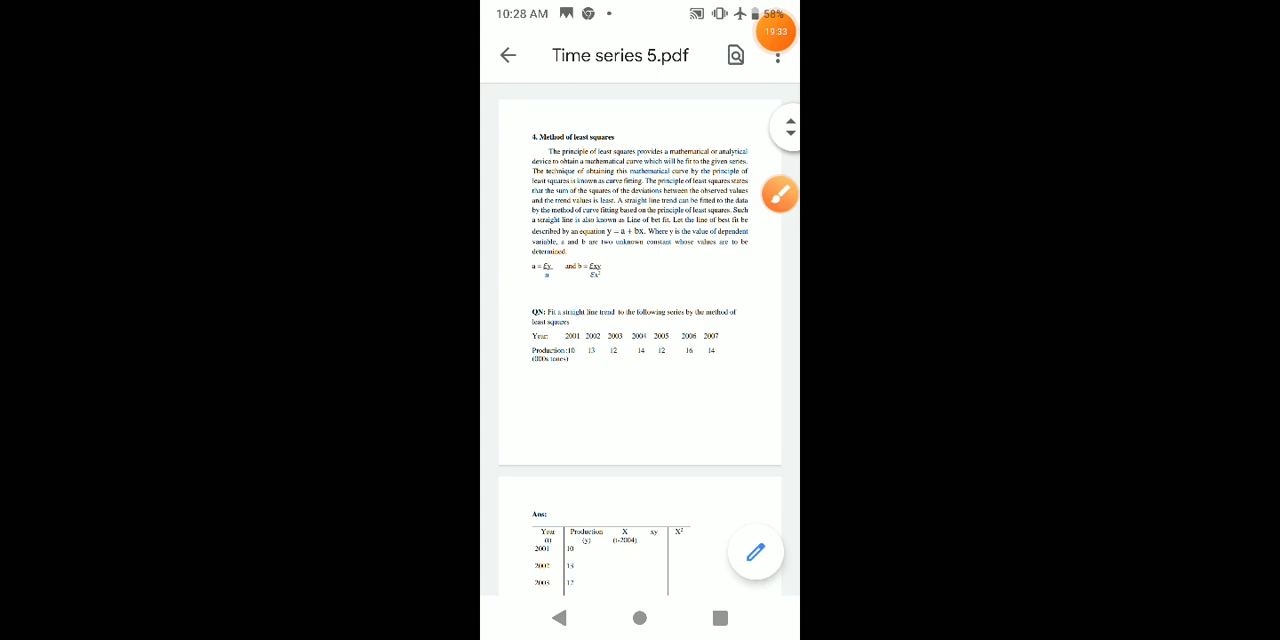 10:28 AM
58%
19:33
Time series 5.pdf
4. Method of least squares
The principle of least squares provides a mathematical or analytical
device to obtain a mathematical curve which will be fit to the given series.
The technique of obtaining this mathematical curve by the principle of
least squares is known as curve fitting. The principle of least squares states
that the sum of the squares of the deviations between the observed values
and the trend values is least. A straight line trend can be fitted to the data
by the method of curve fitting based on the principle of least squares. Such
a straight line is also known as Line of bet fit. Let the line of best fit be
described by an equation y = a + bx. Where y is the value of dependent
variable, a and b are two unknown constant whose values are to be
determined.
a = Ɛy and b = Ɛxy
n Ɛx²
QN: Fit a straight line trend to the following series by the method of
least squares
Year: 2001 2002 2003 2004 2005 2006 2007
Production:10 13 12 14 12 16 14
(000s tones)
Ans:
Year Production X xy X²
(t) (y) (t-2004)
2001 10
2002 13
2003 12